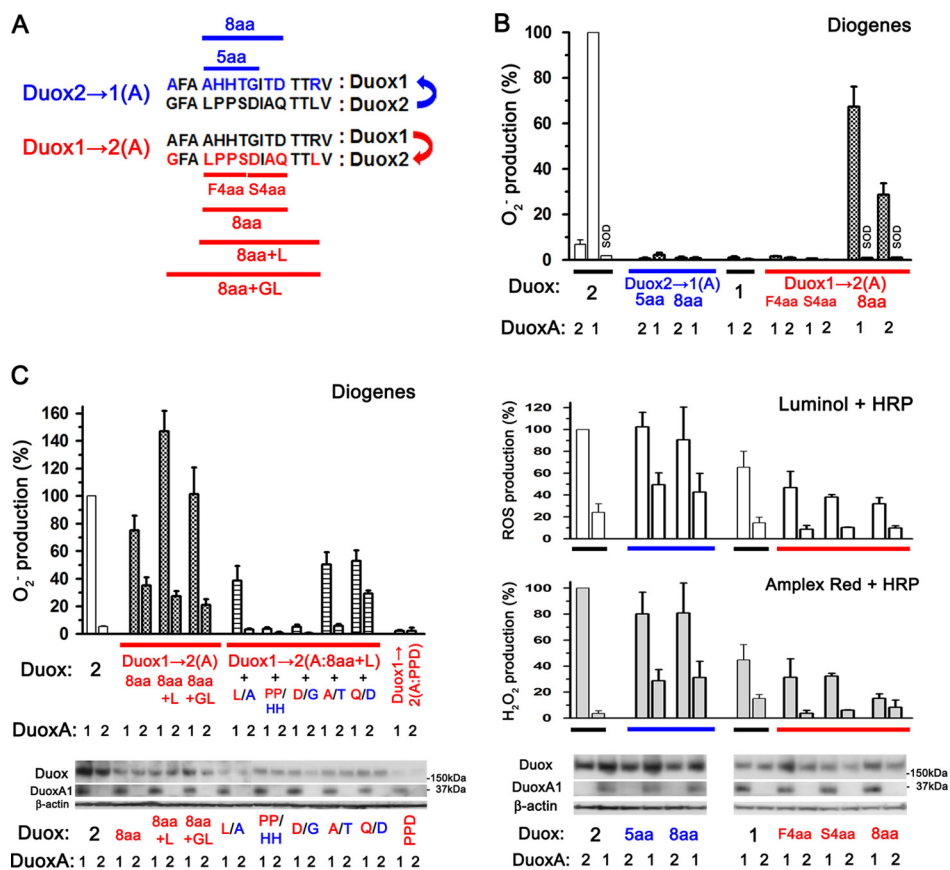 A
8aa
5aa
Duox2→1(A)
AFA AHHTGITD TTRV : Duox1
GFA LPPSDIAQ TTLV : Duox2
Duox1→2(A)
AFA AHHTGITD TTRV : Duox1
GFA LPPSDIAQ TTLV : Duox2
F4aa S4aa
8aa
8aa+L
8aa+GL
B
Diogenes
O2- production (%)
100
80
60
40
20
0
SOD SOD SOD
Duox: 2 Duox2→1(A) 1 Duox1→2(A)
5aa 8aa F4aa S4aa 8aa
DuoxA: 2 1 2 1 2 1 1 2 1 2 1 2 1 2
Luminol + HRP
ROS production (%)
120
100
80
60
40
20
Amplex Red + HRP
H2O2 production (%)
100
80
60
40
20
0
Duox
DuoxA1
β-actin
150kDa
37kDa
Duox: 2 5aa 8aa 1 F4aa S4aa 8aa
DuoxA: 2 1 2 1 2 1 1 2 1 2 1 2 1 2
C
Diogenes
O2- production (%)
160
140
120
100
80
60
40
20
0
Duox: 2 Duox1→2(A) Duox1→2(A:8aa+L) Duox1→2(A:PPD)
8aa 8aa+L 8aa+GL
+ + + + +
L/A PP/HH D/G A/T Q/D
DuoxA: 1 2 1 2 1 2 1 2 1 2 1 2 1 2 1 2 1 2 1 2
Duox
DuoxA1
β-actin
150kDa
37kDa
Duox: 2 8aa 8aa+L 8aa+GL L/A PP/HH D/G A/T Q/D PPD
DuoxA: 1 2 1 2 1 2 1 2 1 2 1 2 1 2 1 2 1 2 1 2